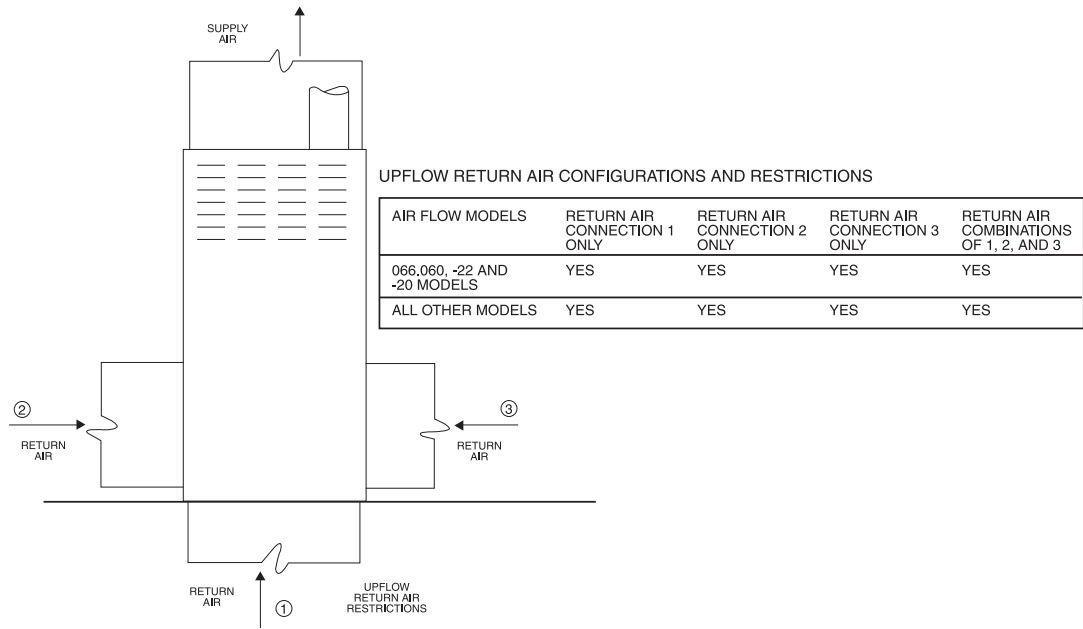 SUPPLY
AIR
UPFLOW RETURN AIR CONFIGURATIONS AND RESTRICTIONS
AIR FLOW MODELS
RETURN AIR
CONNECTION 1
ONLY
RETURN AIR
CONNECTION 2
ONLY
RETURN AIR
CONNECTION 3
ONLY
RETURN AIR
COMBINATIONS
OF 1, 2, AND 3
066.060, -22 AND
-20 MODELS
YES
YES
YES
YES
ALL OTHER MODELS
YES
YES
YES
YES
②
RETURN
AIR
③
RETURN
AIR
RETURN
AIR
①
UPFLOW
RETURN AIR
RESTRICTIONS